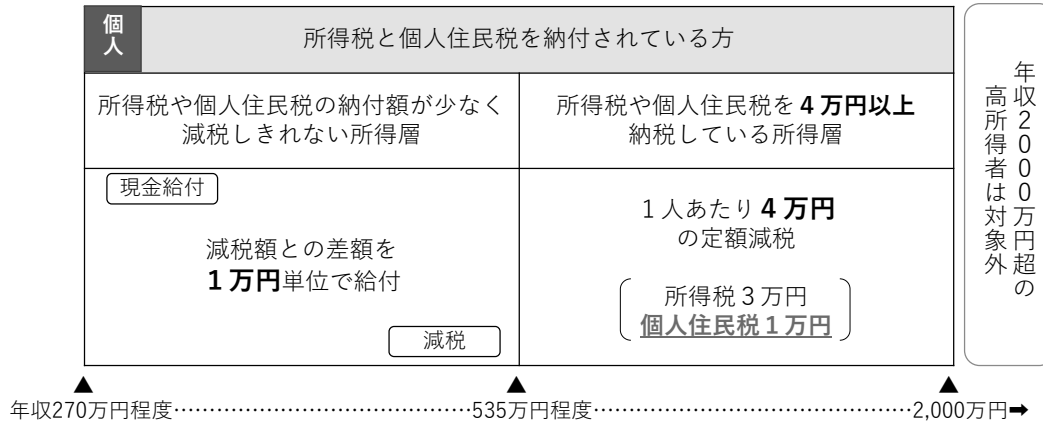 個人
所得税と個人住民税を納付されている方
所得税や個人住民税の納付額が少なく
減税しきれない所得層
所得税や個人住民税を４万円以上
納税している所得層
現金給付
減税額との差額を
１万円単位で給付
減税
１人あたり４万円
の定額減税
所得税３万円
個人住民税１万円
年収２０００万円超の
高所得者は対象外
▲ ▲ ▲
年収270万円程度…………………………………535万円程度…………………………………2,000万円➡